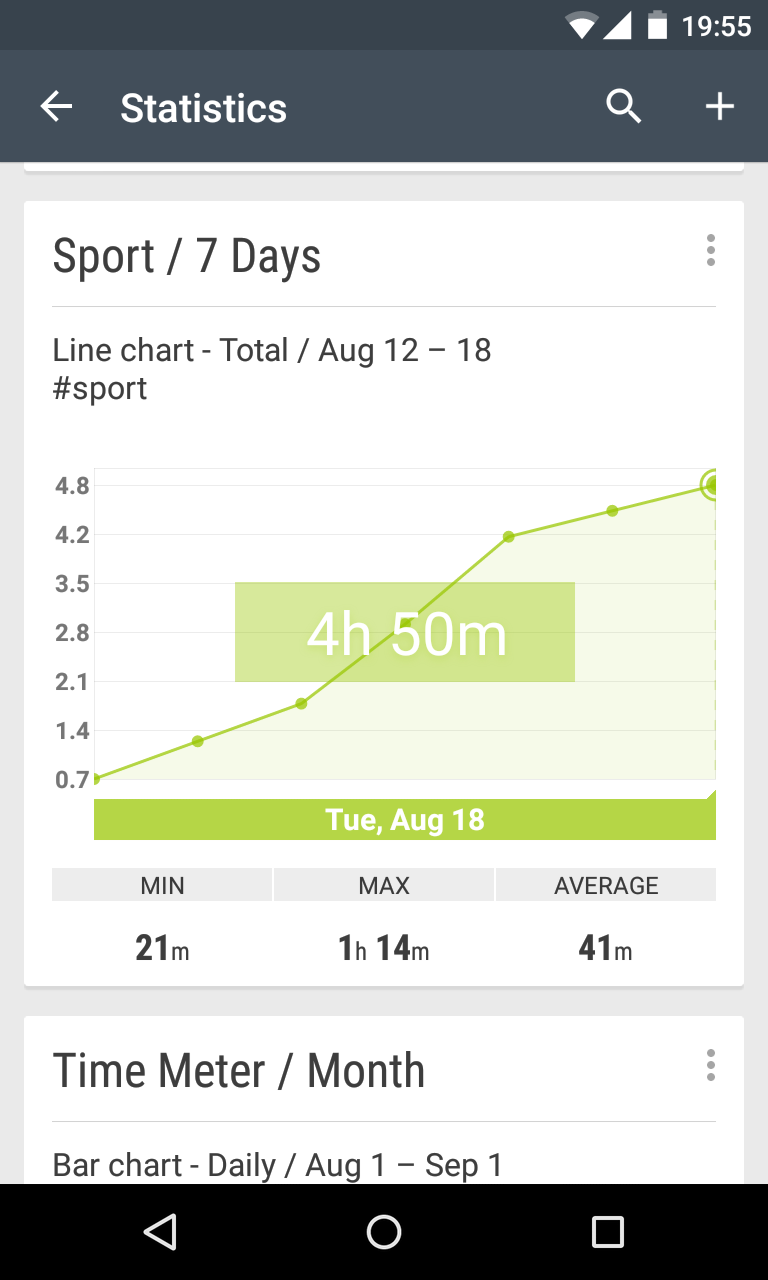 19:55
Statistics
Sport / 7 Days
Line chart - Total / Aug 12 – 18
#sport
4.8
4.2
3.5
2.8
2.1
1.4
0.7
4h 50m
Tue, Aug 18
MIN MAX AVERAGE
21m 1h 14m 41m
Time Meter / Month
Bar chart - Daily / Aug 1 – Sep 1